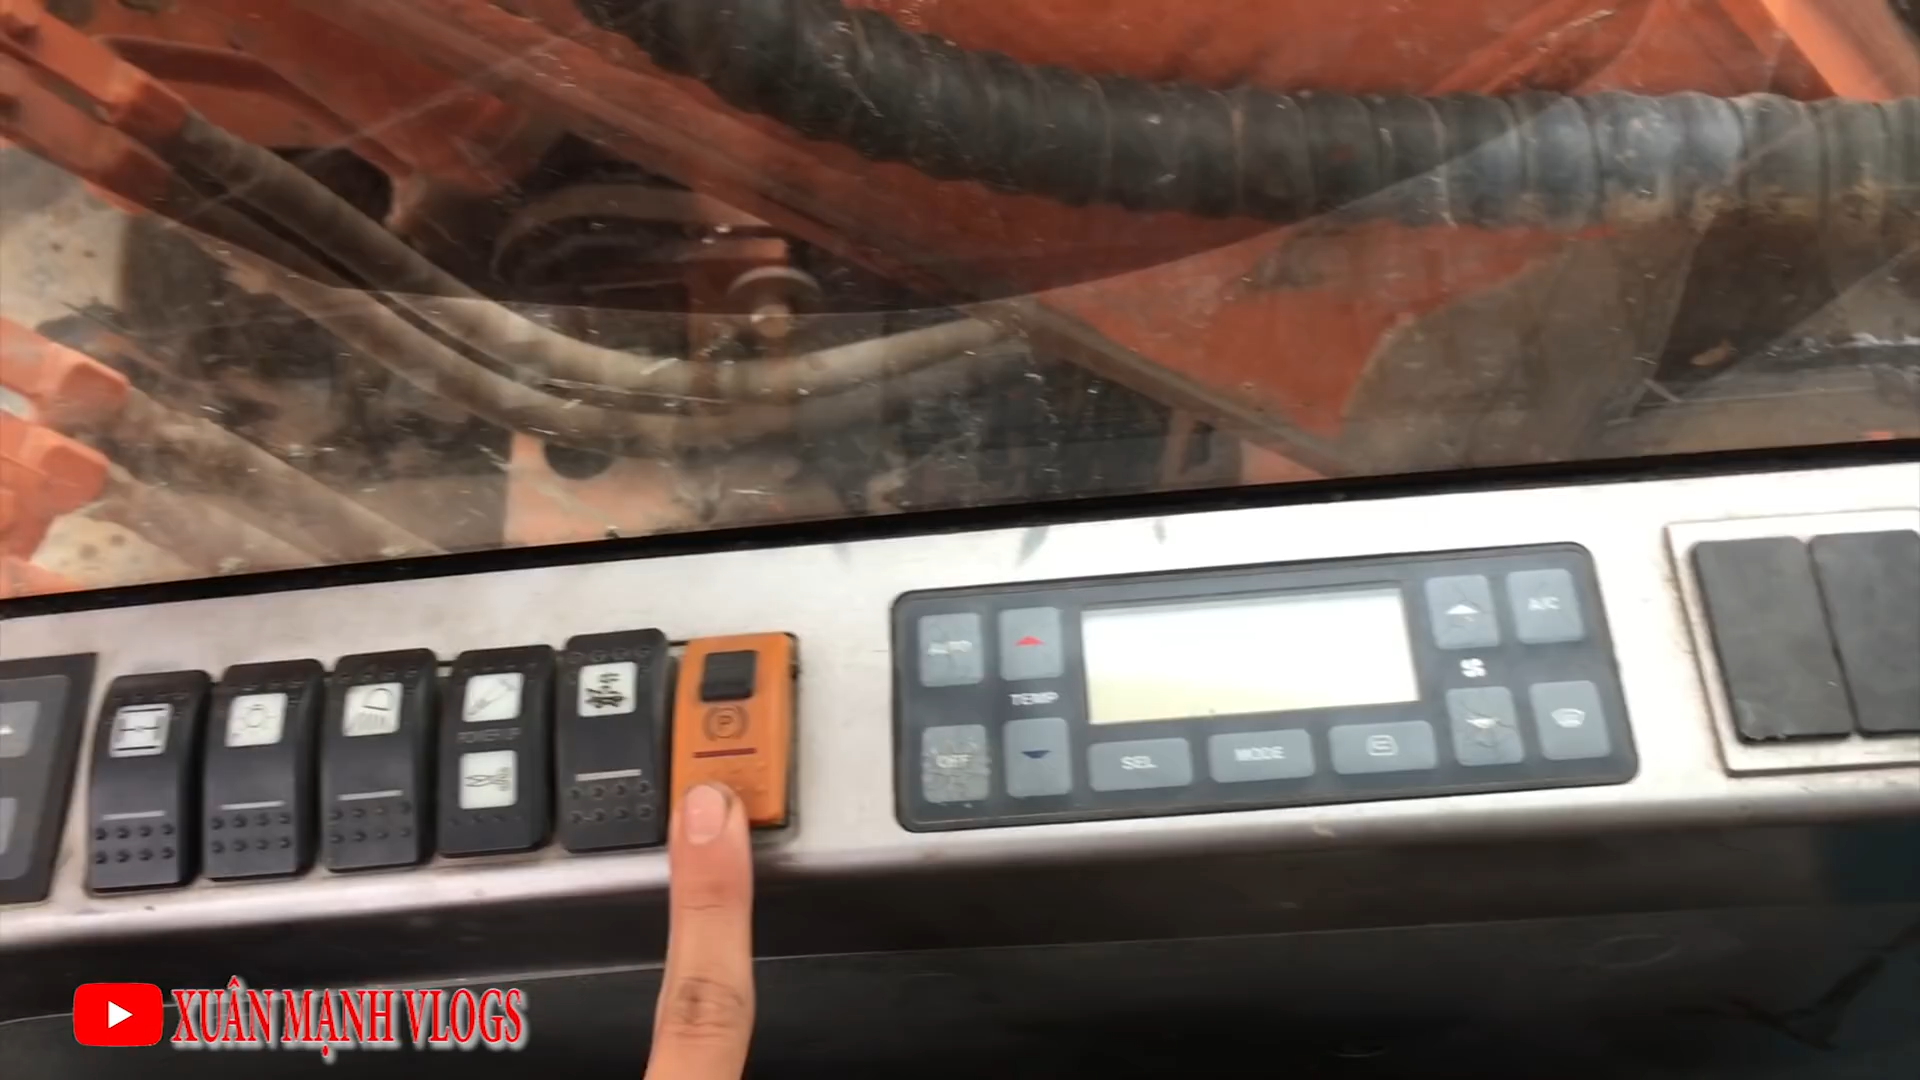 POWER UP
P
AUTO
TEMP
A/C
OFF
SEL
MODE
XUÂN MẠNH VLOGS